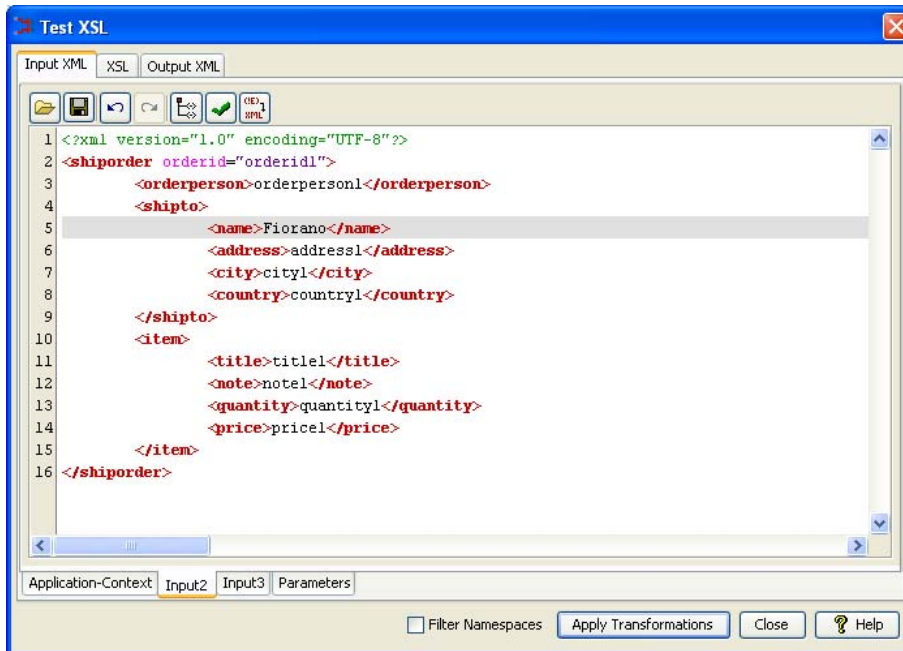 Test XSL
Input XML XSL Output XML
(!E) XML
1 <?xml version="1.0" encoding="UTF-8"?>
2 <shiporder orderid="orderid1">
3 <orderperson>orderperson1</orderperson>
4 <shipto>
5 <name>Fiorano</name>
6 <address>address1</address>
7 <city>city1</city>
8 <country>country1</country>
9 </shipto>
10 <item>
11 <title>title1</title>
12 <note>note1</note>
13 <quantity>quantity1</quantity>
14 <price>price1</price>
15 </item>
16 </shiporder>
Application-Context Input2 Input3 Parameters
Filter Namespaces Apply Transformations Close ? Help